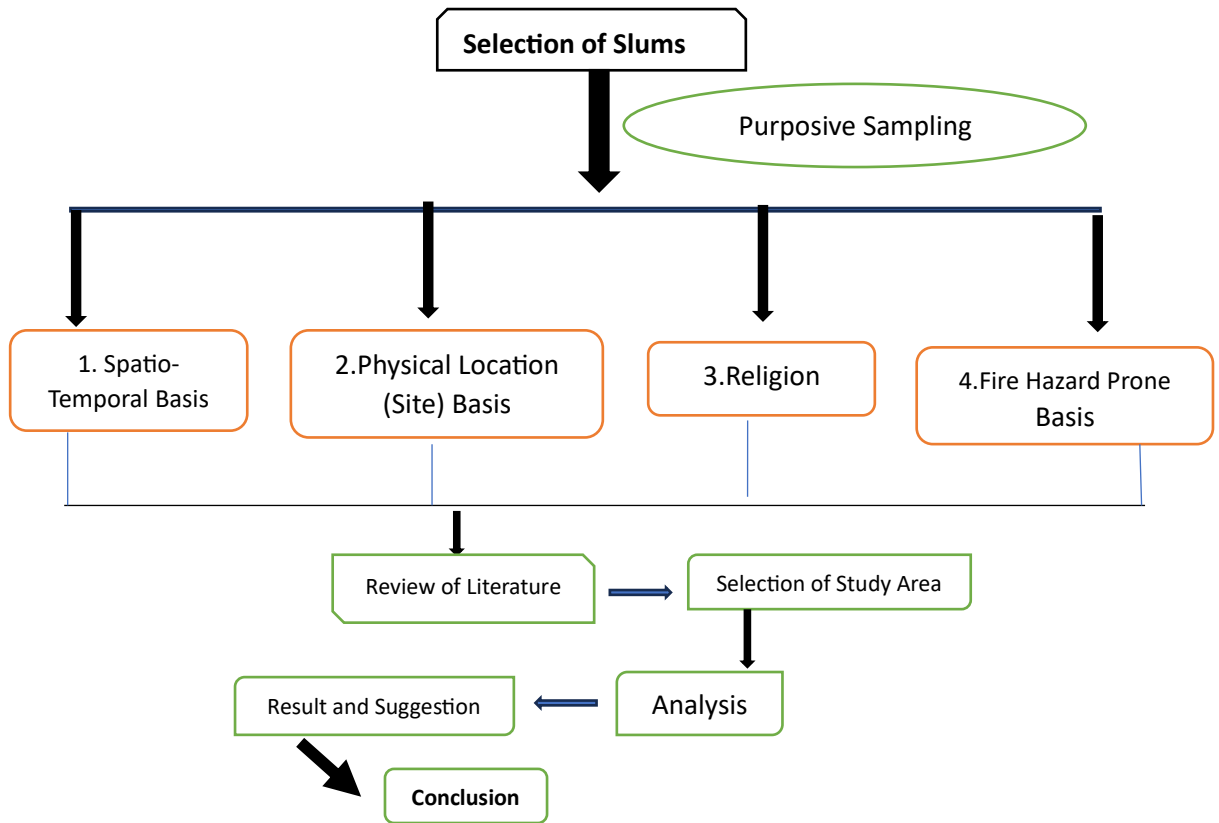 Selection of Slums
Purposive Sampling
1. Spatio-
Temporal Basis
2.Physical Location
(Site) Basis
3.Religion
4.Fire Hazard Prone
Basis
Review of Literature
Selection of Study Area
Result and Suggestion
Analysis
Conclusion